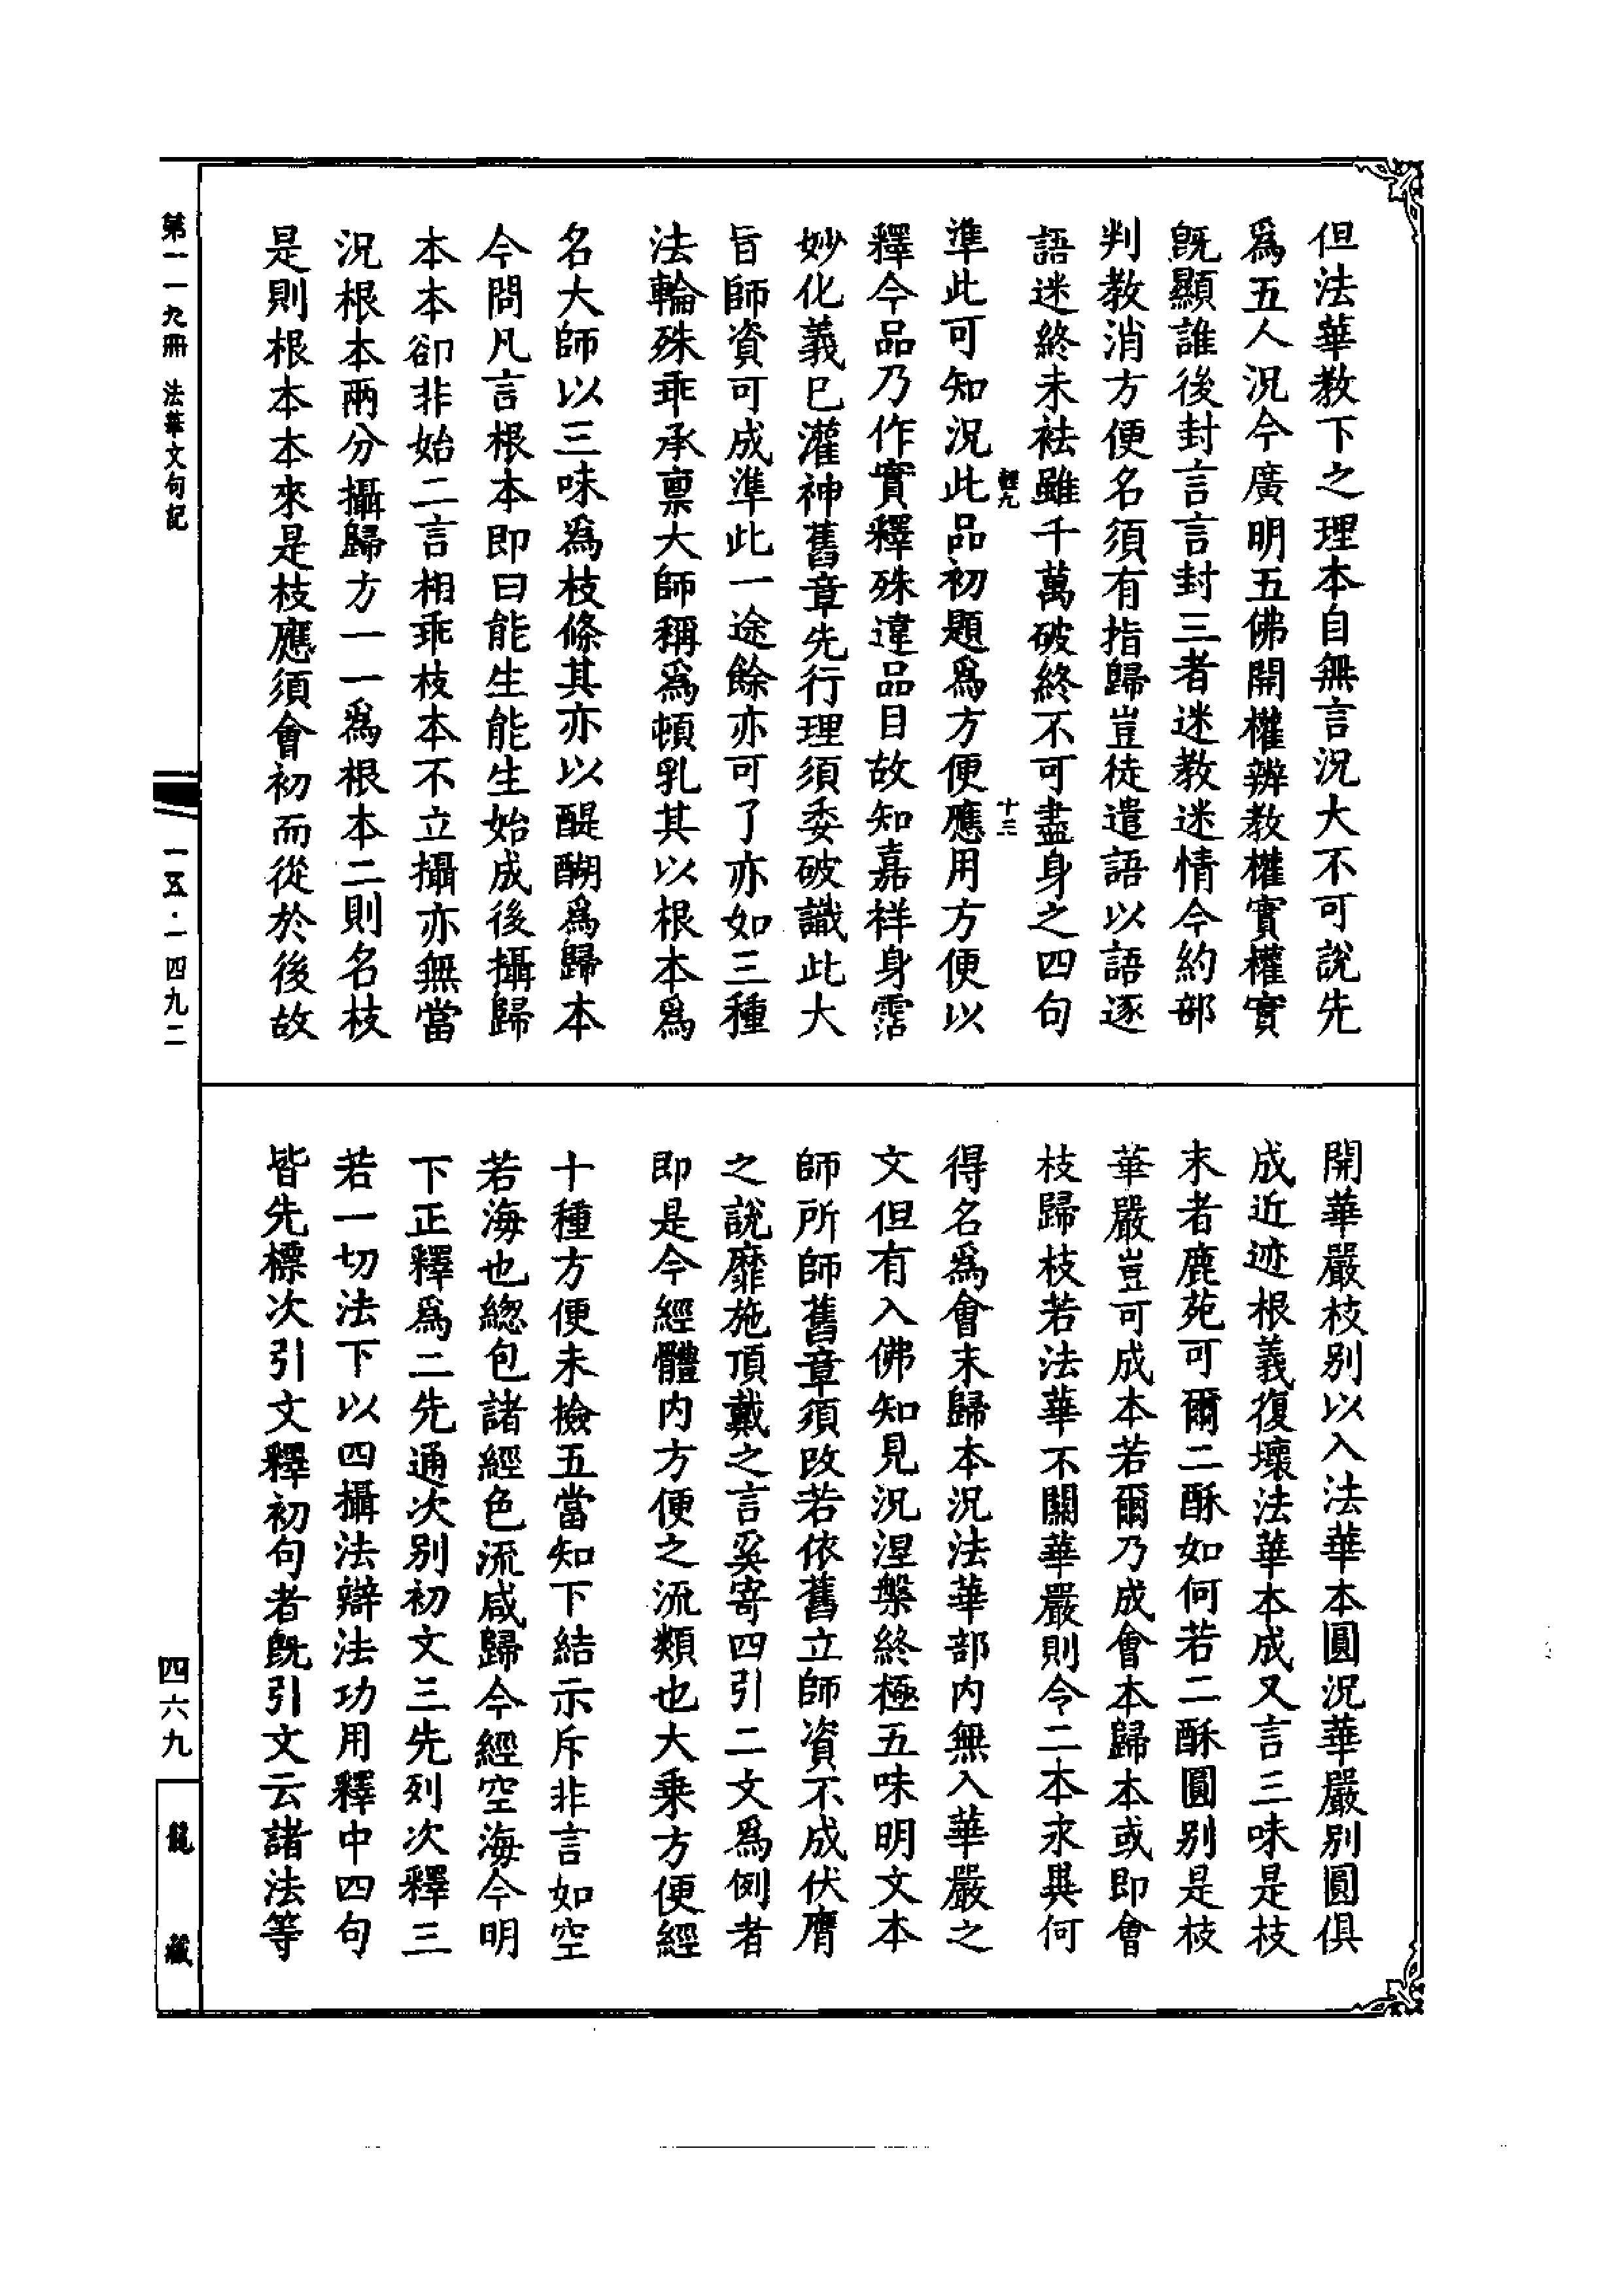 但法華教下之理本自無言況大不可說先
爲五人況今廣明五佛開權辨教權實權實
旣顯誰後封言言封三者迷教迷情今約部
判教消方便名須有指歸豈徒遣語以語逐
語迷終未祛雖千萬破終不可盡身之四句
十三
準此可知況此品初題爲方便應用方便以
釋今品乃作實釋殊違品目故知嘉祥身霑
妙化義已灌神舊章先行理須委破識此大
旨師資可成準此一途餘亦可了亦如三種
法輪殊乖承稟大師稱爲頓乳其以根本爲
名大師以三味爲枝條其亦以醍醐爲歸本
今問凡言根本即曰能生能生始成後攝歸
本本卻非始二言相乖枝本不立攝亦無當
況根本兩分攝歸方一一爲根本二則名枝
是則根本本來是枝應須會初而從於後故
開華嚴枝別以入法華本圓況華嚴別圓俱
成近迹根義復壞法華本成又言三味是枝
末者鹿苑可爾二酥如何若二酥圓別是枝
華嚴豈可成本若爾乃成會本歸本或即會
枝歸枝若法華不關華嚴則令二本永異何
得名爲會末歸本況法華部內無入華嚴之
文但有入佛知見況涅槃終極五味明文本
師所師舊章須改若依舊立師資不成伏膺
之說靡施頂戴之言奚寄四引二文爲例者
即是今經體內方便之流類也大乗方便經
十種方便未撿五當知下結示斥非言如空
若海也緫包諸經色流咸歸今經空海今明
下正釋爲二先通次別初文三先列次釋三
若一切法下以四攝法辯法功用釋中四句
皆先標次引文釋初句者旣引文云諸法等
第一一九冊 法華文句記
一五·一四九二
四六九
龍藏